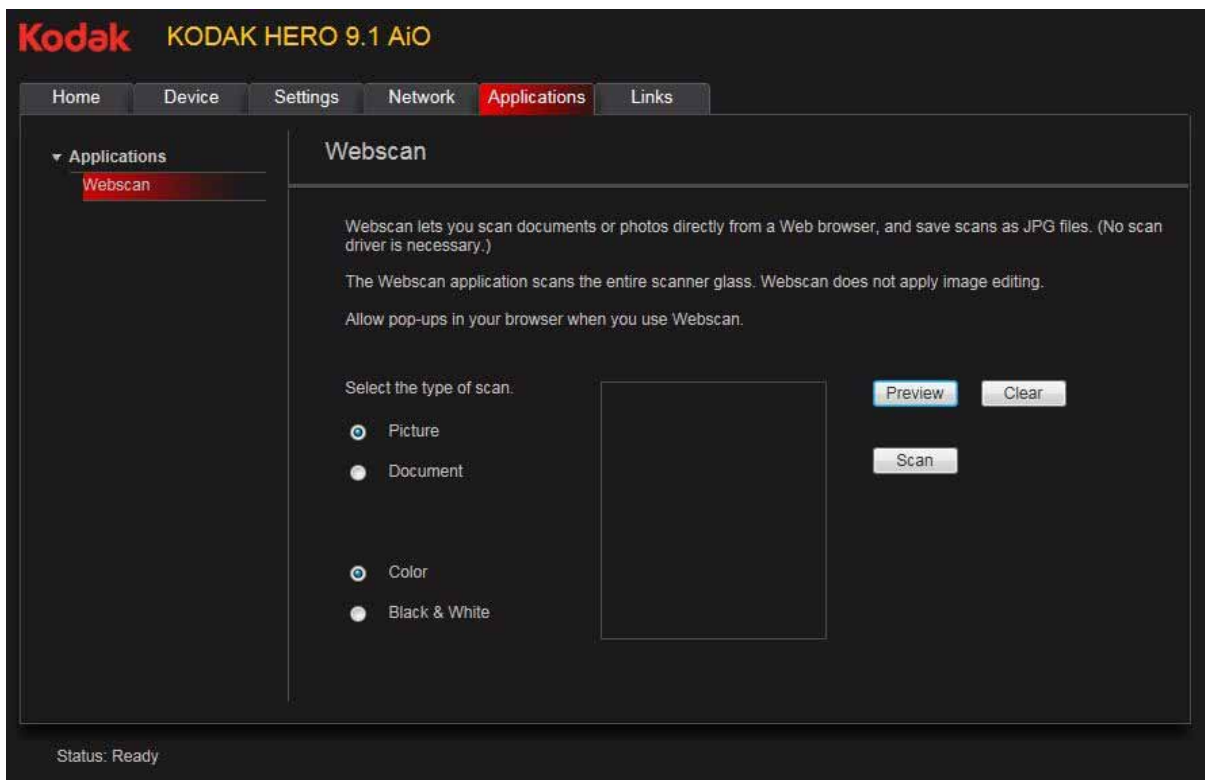 Kodak KODAK HERO 9.1 AiO
Home Device Settings Network Applications Links
Applications
Webscan
Webscan
Webscan lets you scan documents or photos directly from a Web browser, and save scans as JPG files. (No scan
driver is necessary.)
The Webscan application scans the entire scanner glass. Webscan does not apply image editing.
Allow pop-ups in your browser when you use Webscan.
Select the type of scan.
Picture
Document
Color
Black & White
Preview Clear
Scan
Status: Ready